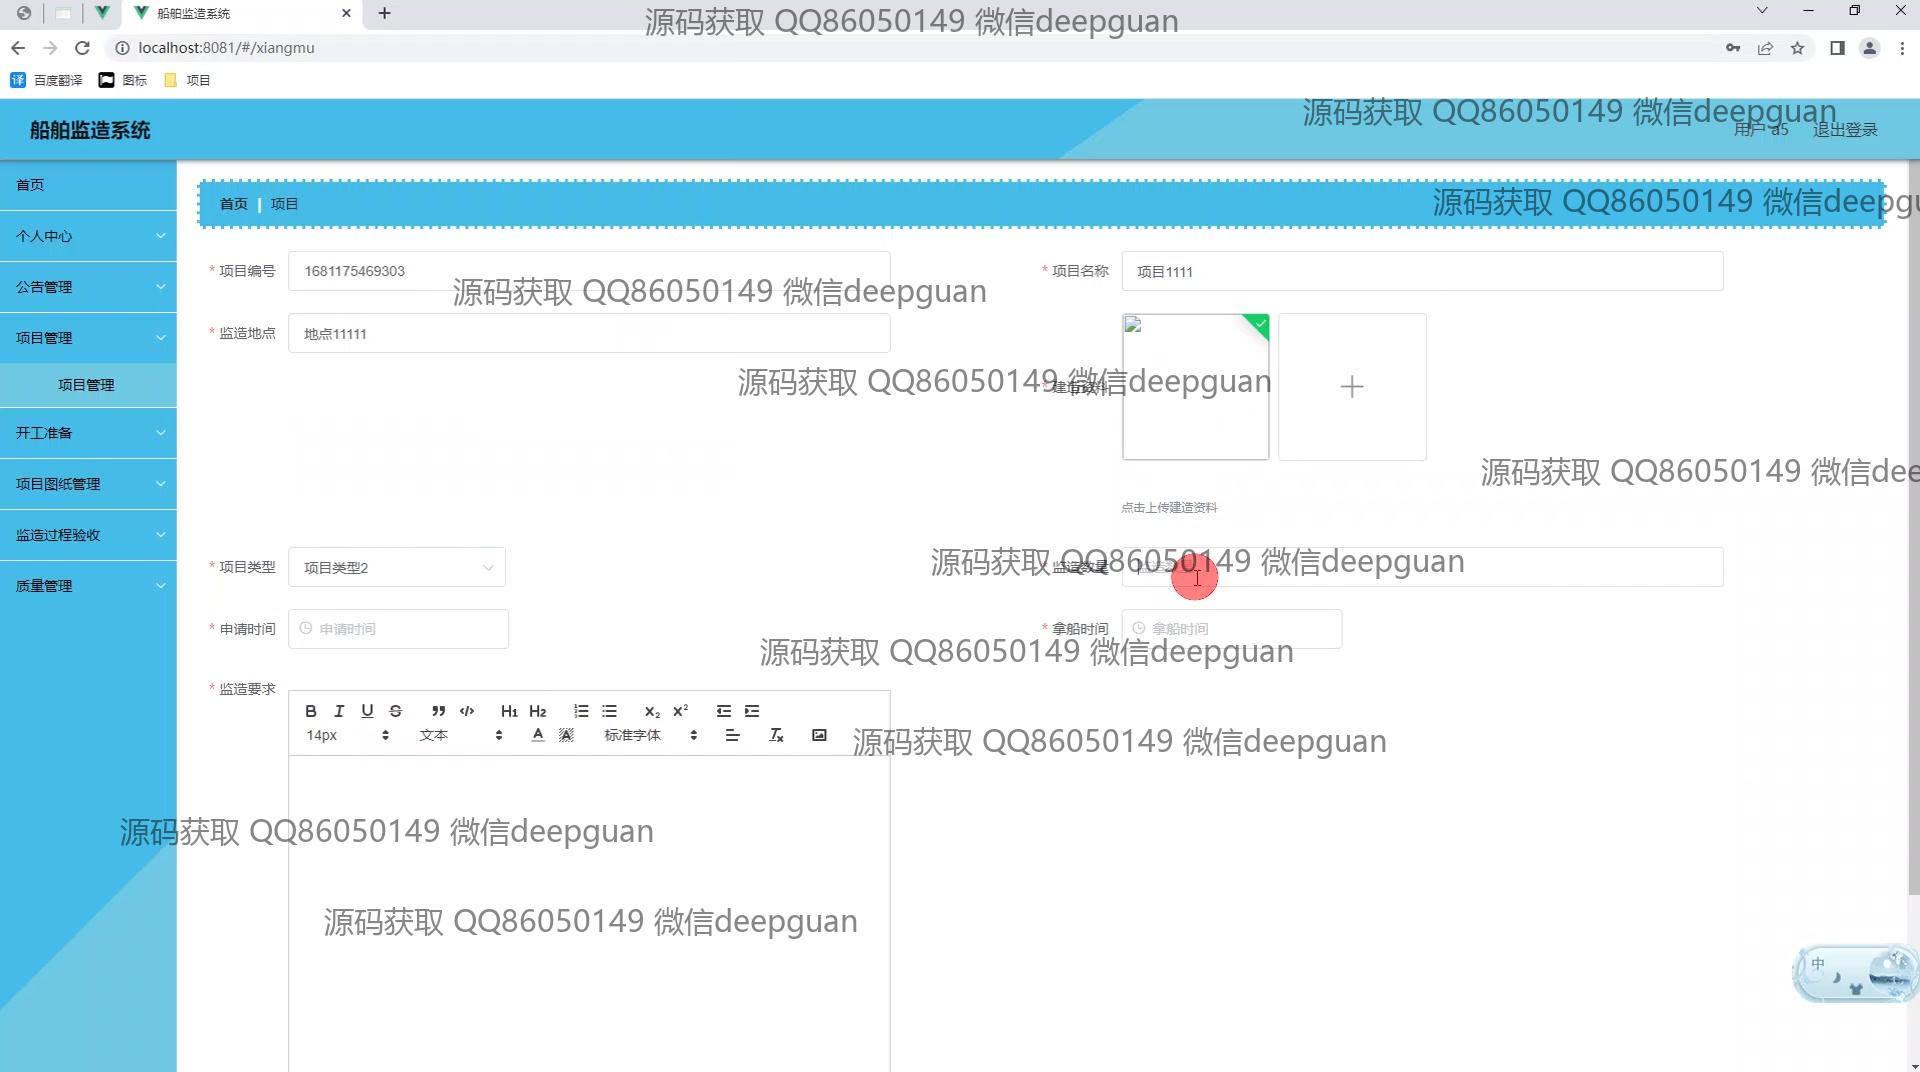 船舶监造系统
源码获取 QQ86050149 微信deepguan
localhost:8081/#/xiangmu
百度翻译 图标 项目
船舶监造系统
源码获取 QQ86050149 微信deepguan
用户 a5 退出登录
首页
个人中心
公告管理
项目管理
项目管理
开工准备
项目图纸管理
监造过程验收
质量管理
首页 | 项目
源码获取 QQ86050149 微信deepgu
* 项目编号 1681175469303
* 项目名称 项目1111
源码获取 QQ86050149 微信deepguan
* 监造地点 地点11111
* 建造资料
源码获取 QQ86050149 微信deepguan
源码获取 QQ86050149 微信dee
点击上传建造资料
* 项目类型 项目类型2
* 监造数量
源码获取 QQ86050149 微信deepguan
* 申请时间 申请时间
* 拿船时间 拿船时间
源码获取 QQ86050149 微信deepguan
* 监造要求
B I U S H1 H2 X2 X2
14px 文本 A A 标准字体 Tx
源码获取 QQ86050149 微信deepguan
源码获取 QQ86050149 微信deepguan
源码获取 QQ86050149 微信deepguan
中